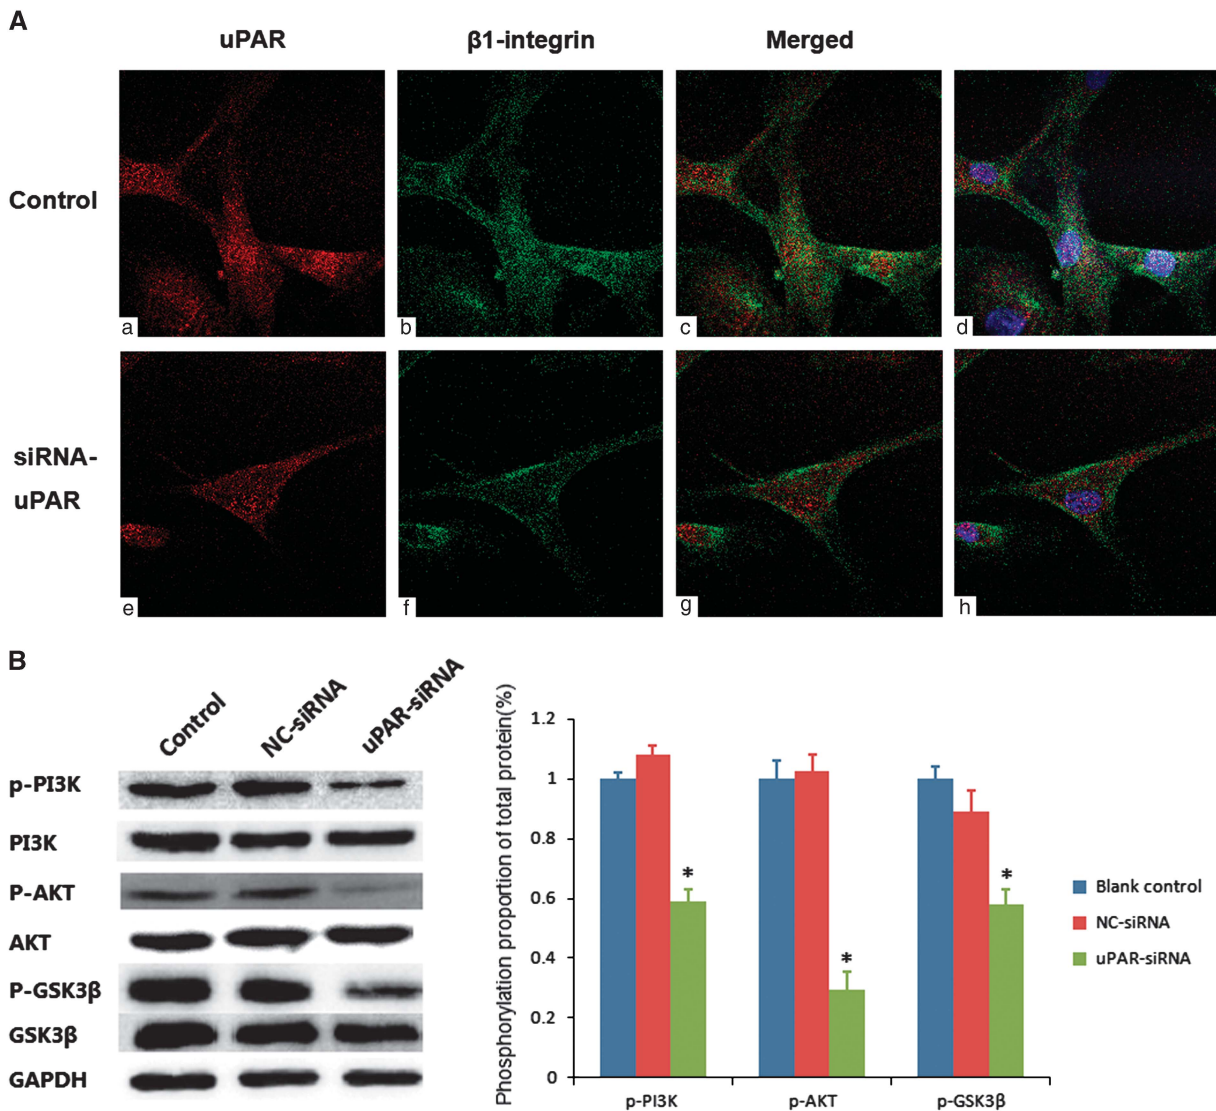 A
uPAR
β1-integrin
Merged
Control
a
b
c
d
siRNA-
uPAR
e
f
g
h
B
Control
NC-siRNA
uPAR-siRNA
p-PI3K
PI3K
P-AKT
AKT
P-GSK3β
GSK3β
GAPDH
Phosphorylation proportion of total protein(%)
1.2
1
0.8
0.6
0.4
0.2
0
*
*
*
p-PI3K
p-AKT
p-GSK3β
Blank control
NC-siRNA
uPAR-siRNA